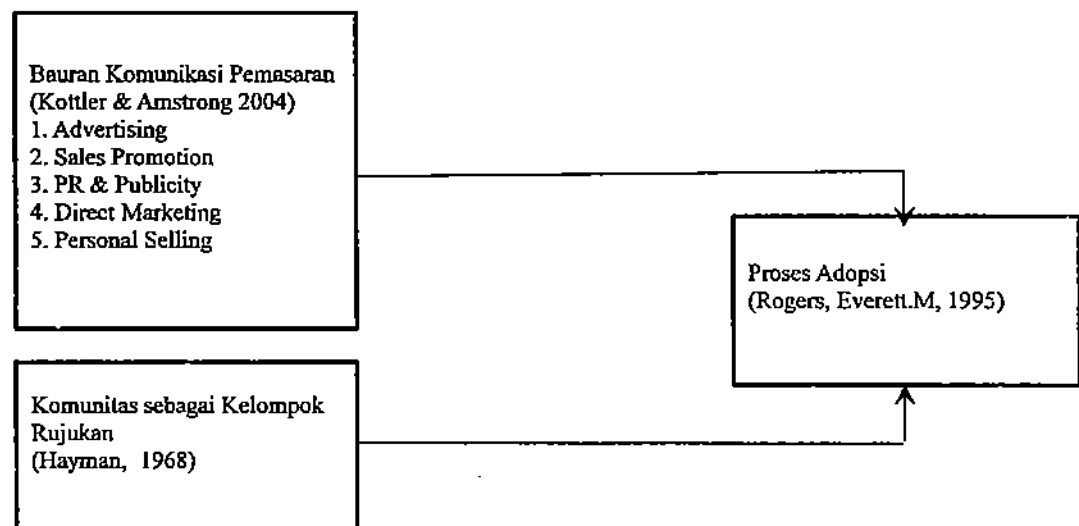 Bauran Komunikasi Pemasaran
(Kottler & Amstrong 2004)
1. Advertising
2. Sales Promotion
3. PR & Publicity
4. Direct Marketing
5. Personal Selling
Proses Adopsi
(Rogers, Everett.M, 1995)
Komunitas sebagai Kelompok
Rujukan
(Hayman, 1968)